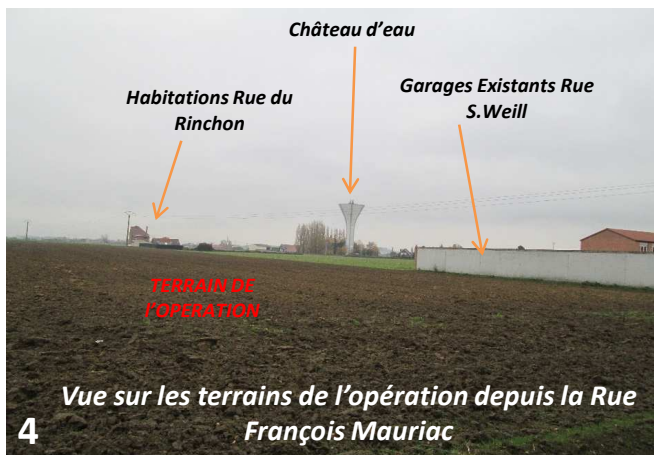 Château d'eau
Habitations Rue du
Rinchon
Garages Existants Rue
S.Weill
TERRAIN DE
l'OPERATION
Vue sur les terrains de l'opération depuis la Rue
François Mauriac
4